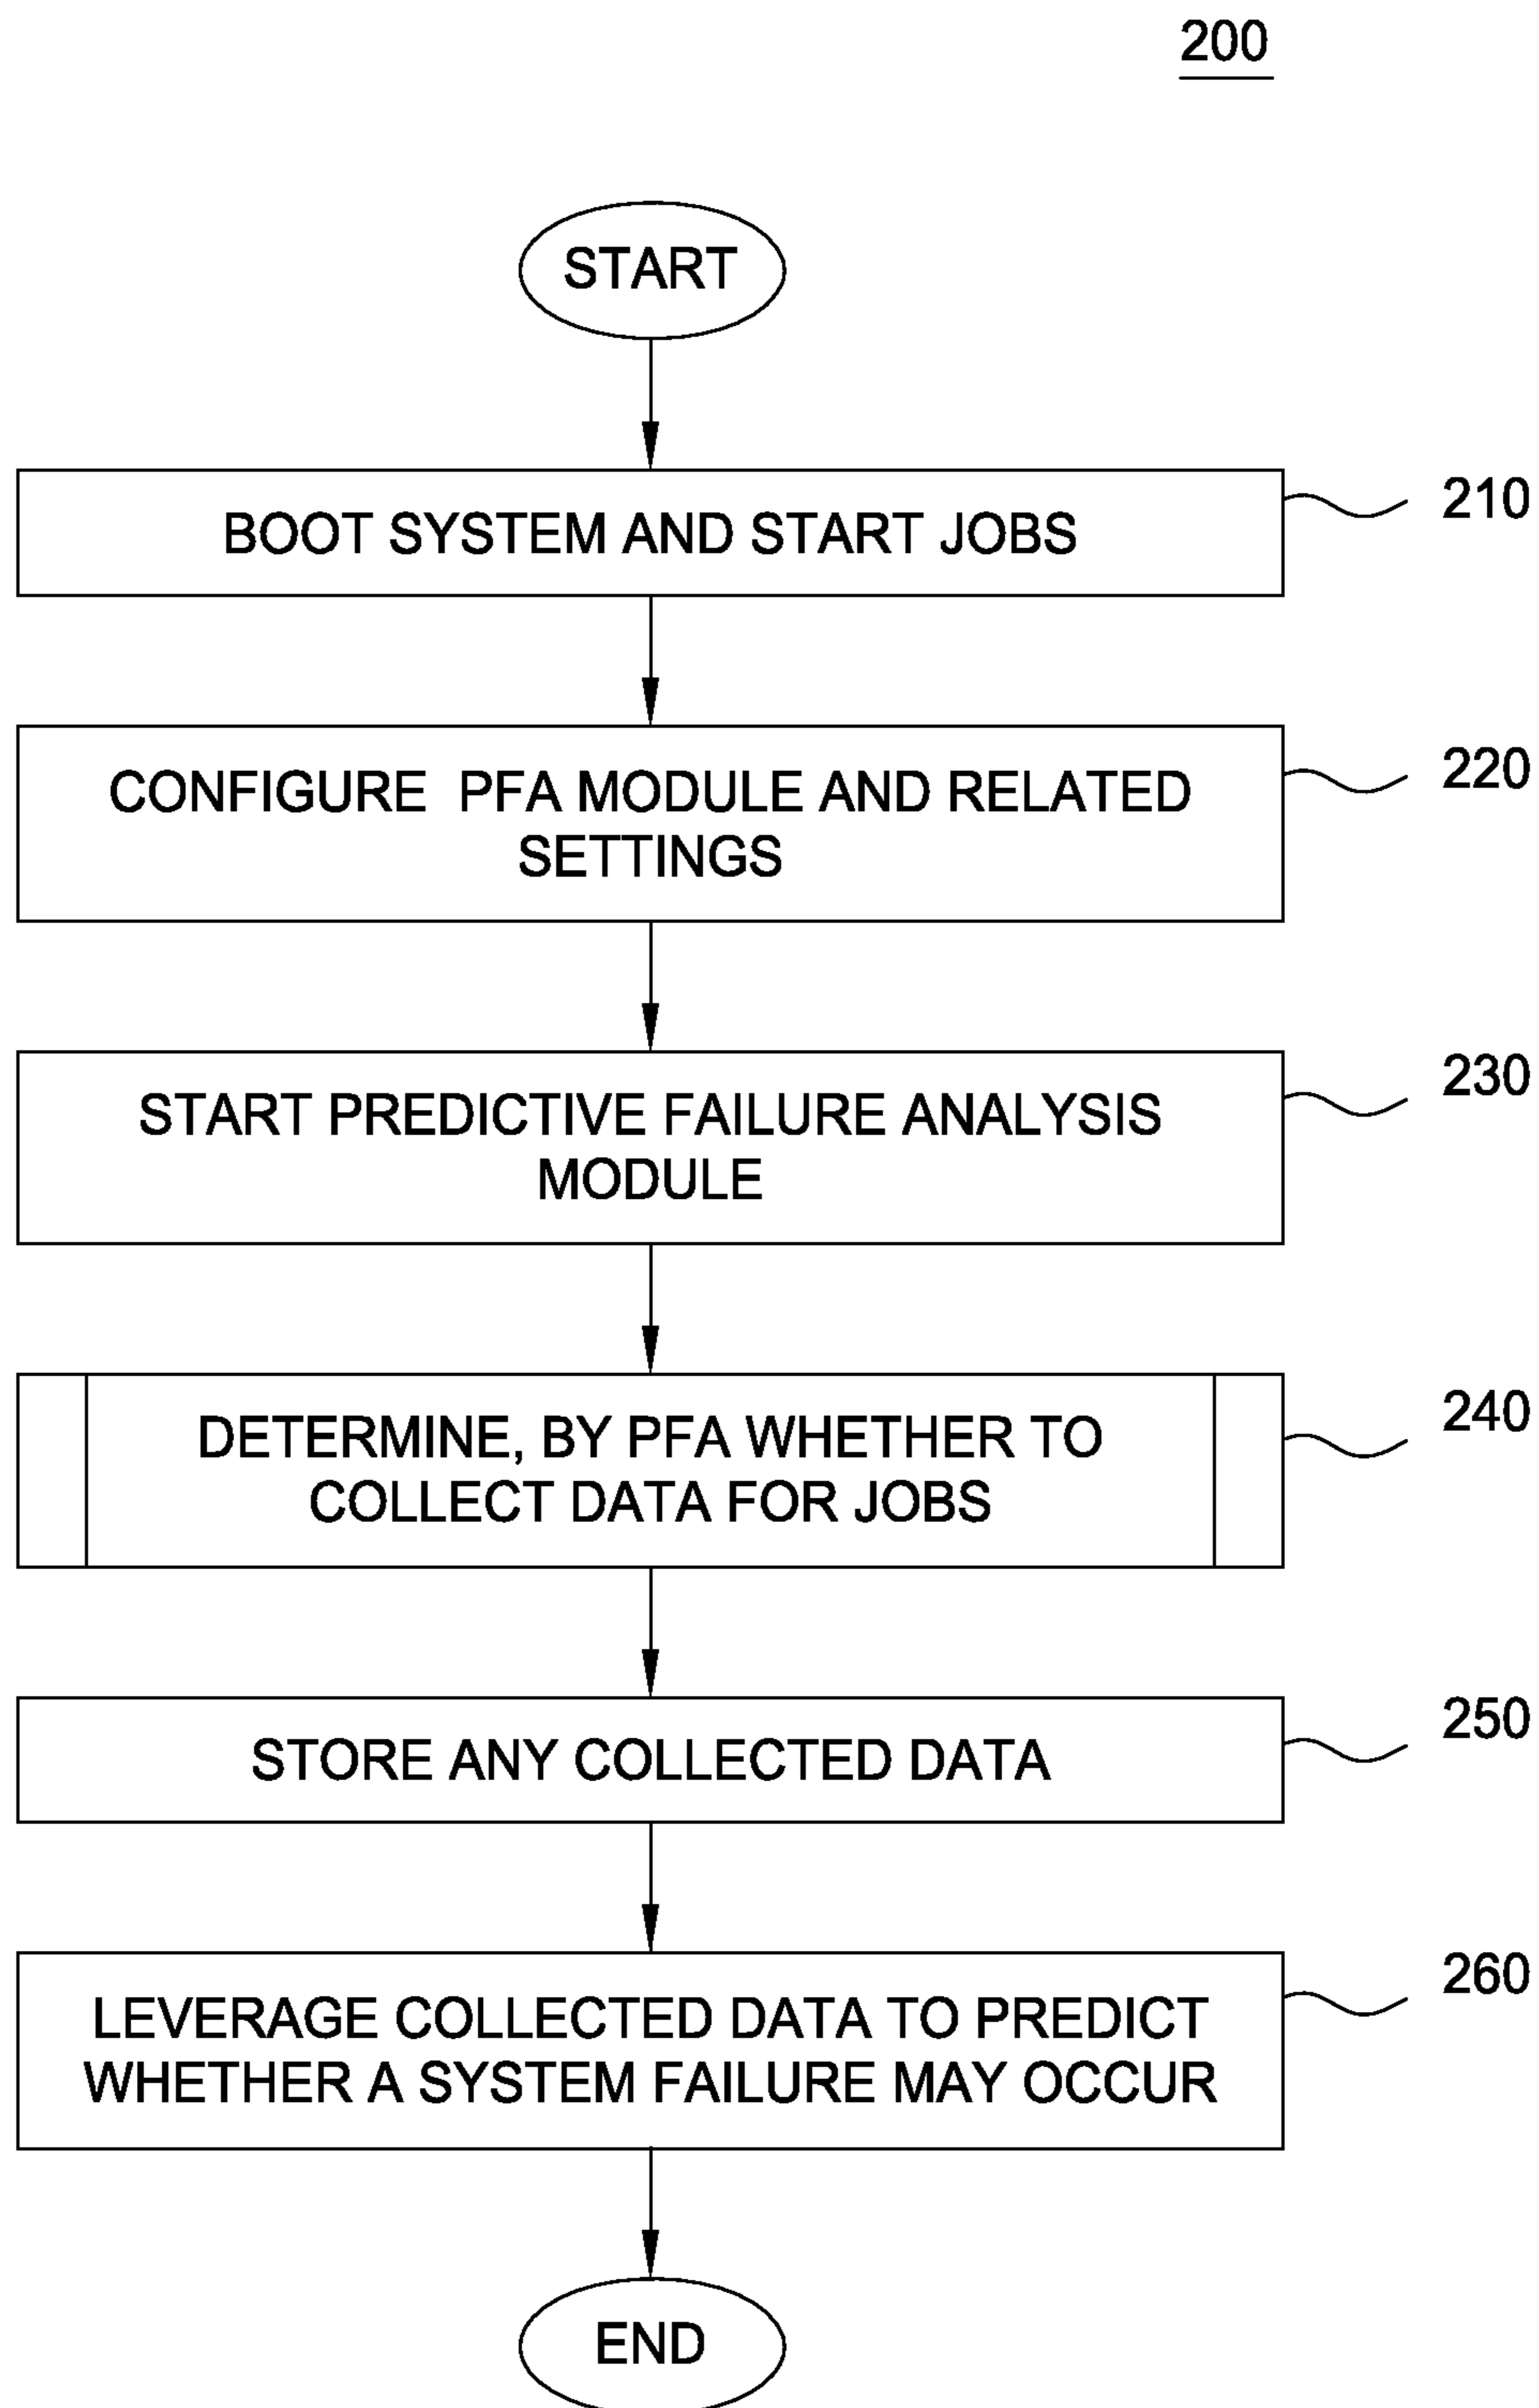 200
START
BOOT SYSTEM AND START JOBS
210
CONFIGURE PFA MODULE AND RELATED
SETTINGS
220
START PREDICTIVE FAILURE ANALYSIS
MODULE
230
DETERMINE, BY PFA WHETHER TO
COLLECT DATA FOR JOBS
240
STORE ANY COLLECTED DATA
250
LEVERAGE COLLECTED DATA TO PREDICT
WHETHER A SYSTEM FAILURE MAY OCCUR
260
END